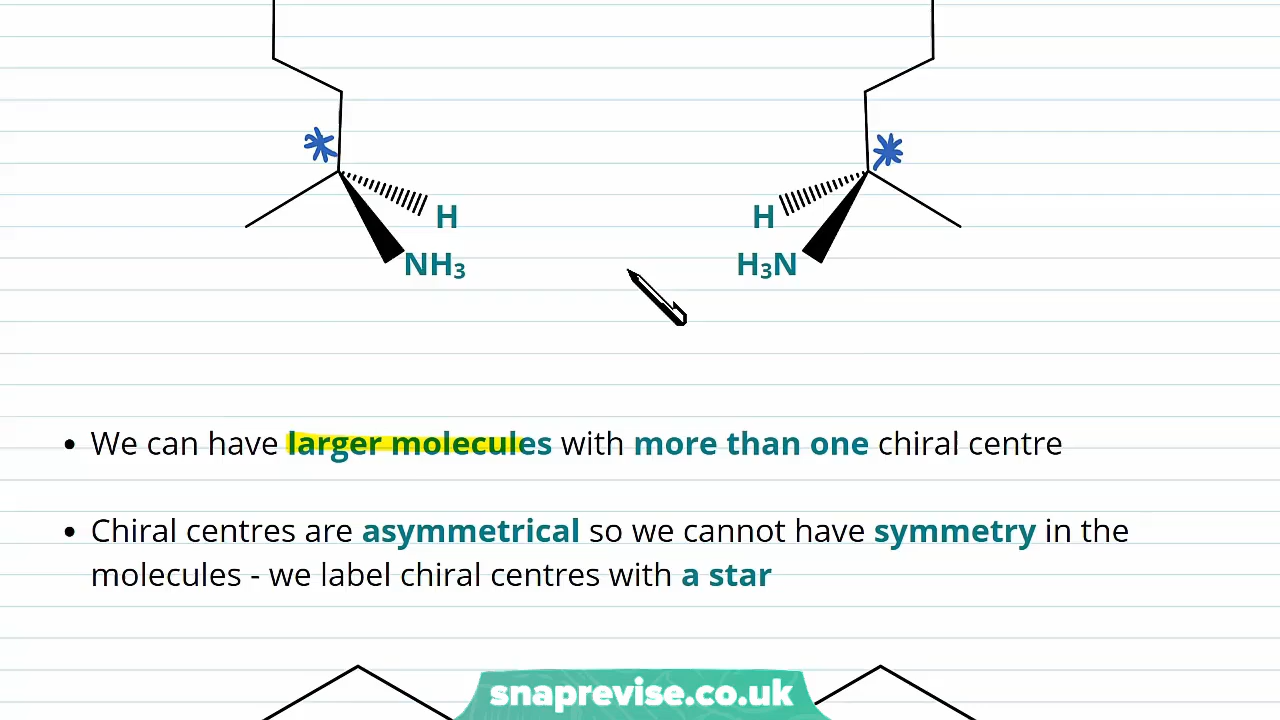 H H
NH₃ H₃N
• We can have larger molecules with more than one chiral centre
• Chiral centres are asymmetrical so we cannot have symmetry in the
molecules - we label chiral centres with a star
snaprevise.co.uk